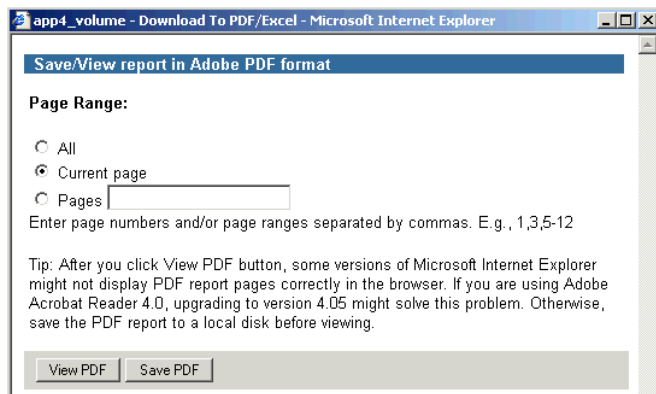 app4_volume - Download To PDF/Excel - Microsoft Internet Explorer
Save/View report in Adobe PDF format
Page Range:
All
Current page
Pages
Enter page numbers and/or page ranges separated by commas. E.g., 1,3,5-12
Tip: After you click View PDF button, some versions of Microsoft Internet Explorer
might not display PDF report pages correctly in the browser. If you are using Adobe
Acrobat Reader 4.0, upgrading to version 4.05 might solve this problem. Otherwise,
save the PDF report to a local disk before viewing.
View PDF Save PDF